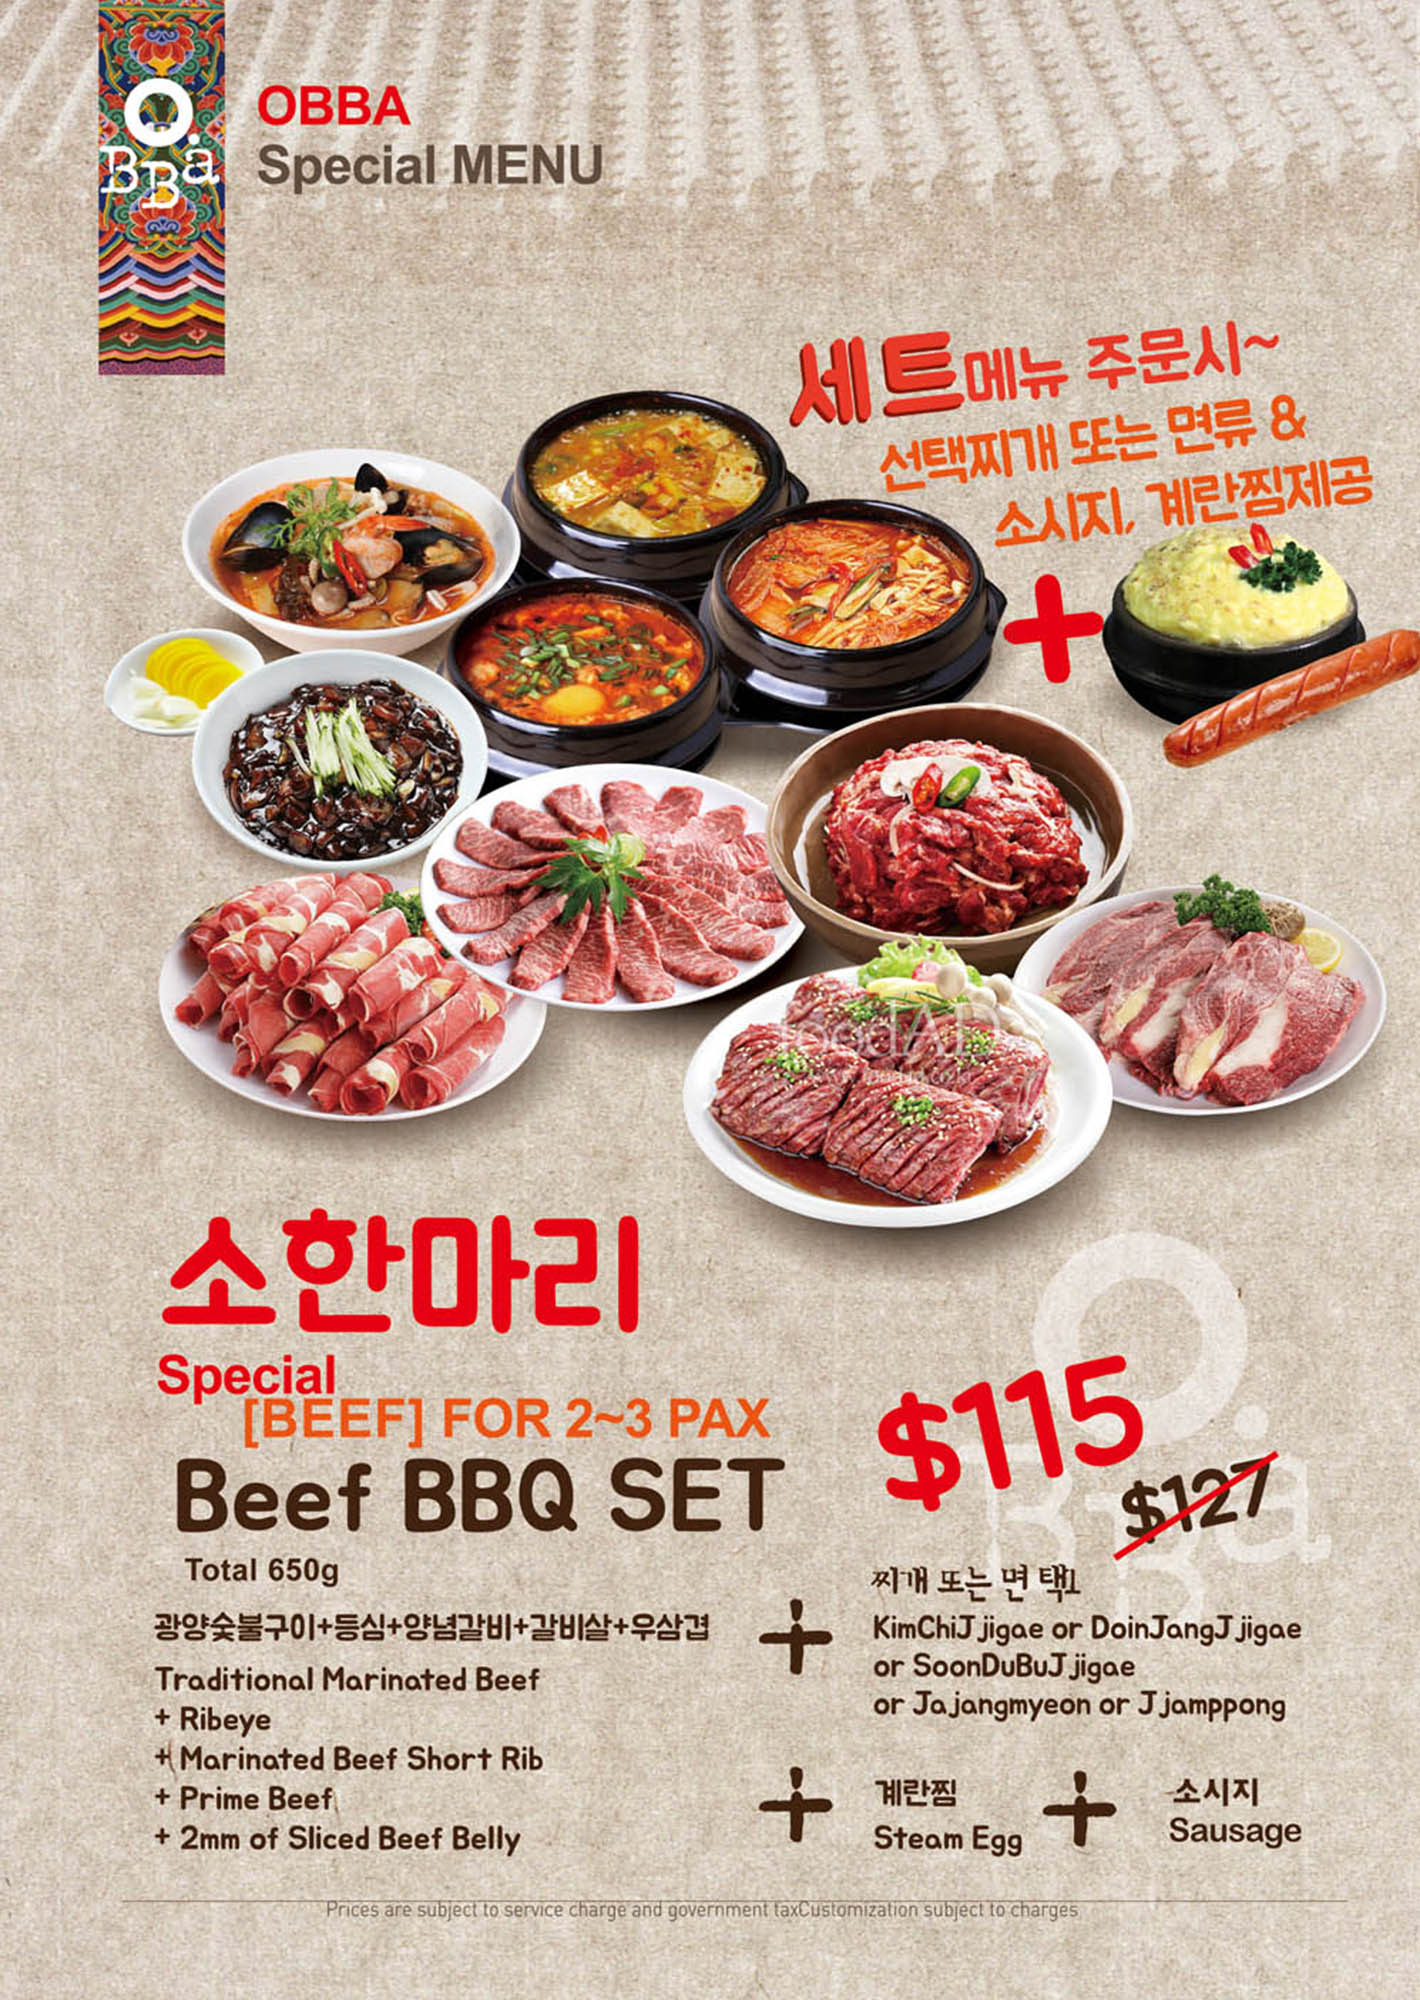 O.
BBa
OBBA
Special MENU
세트메뉴 주문시~
선택찌개 또는 면류 &
소시지, 계란찜제공
foodAD
소한마리
Special
[BEEF] FOR 2~3 PAX
Beef BBQ SET
$115
$127
Total 650g
광양숯불구이+등심+양념갈비+갈비살+우삼겹
Traditional Marinated Beef
+ Ribeye
+ Marinated Beef Short Rib
+ Prime Beef
+ 2mm of Sliced Beef Belly
+
찌개 또는 면 택1
KimChiJjigae or DoinJangJjigae
or SoonDuBuJjigae
or Jajangmyeon or Jjamppong
+
계란찜
Steam Egg
+
소시지
Sausage
O.
BBa
Prices are subject to service charge and government taxCustomization subject to charges